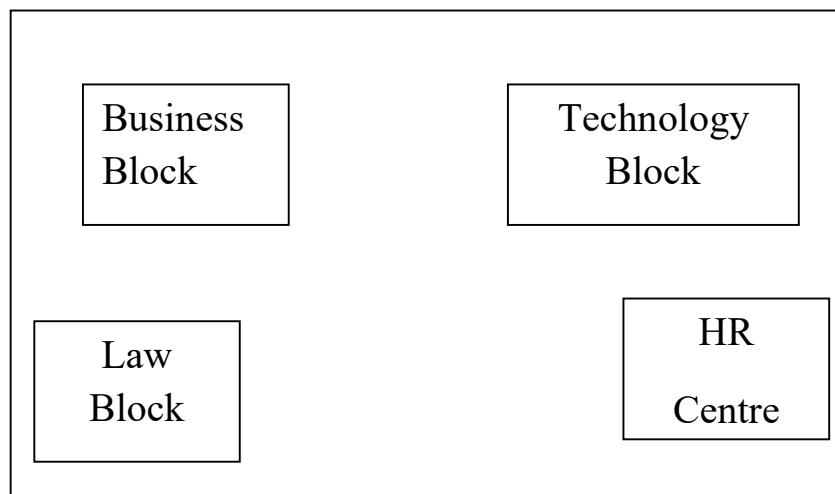 Business
Block
Technology
Block
Law
Block
HR
Centre